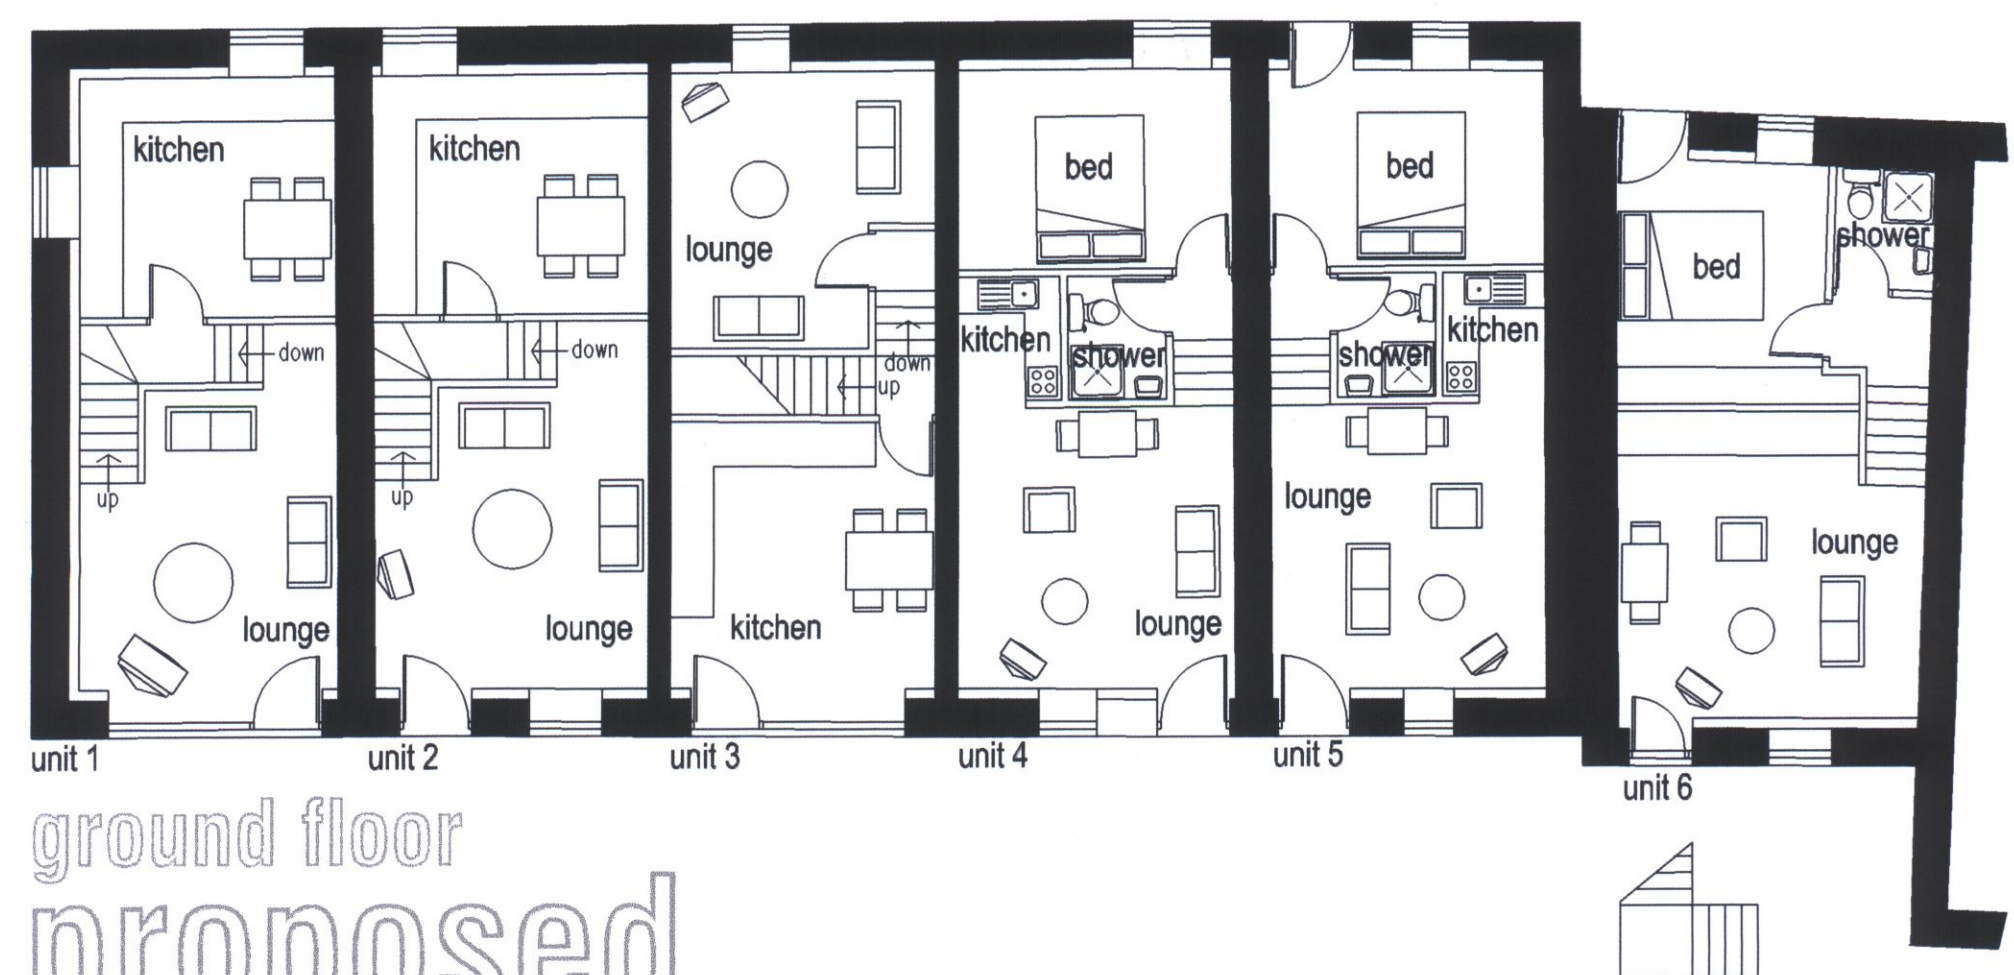 kitchen
kitchen
bed
bed
shower
lounge
bed
kitchen
shower
shower
kitchen
down
down
down
up
up
up
lounge
lounge
lounge
lounge
kitchen
lounge
unit 1
unit 2
unit 3
unit 4
unit 5
unit 6
ground floor
proposed